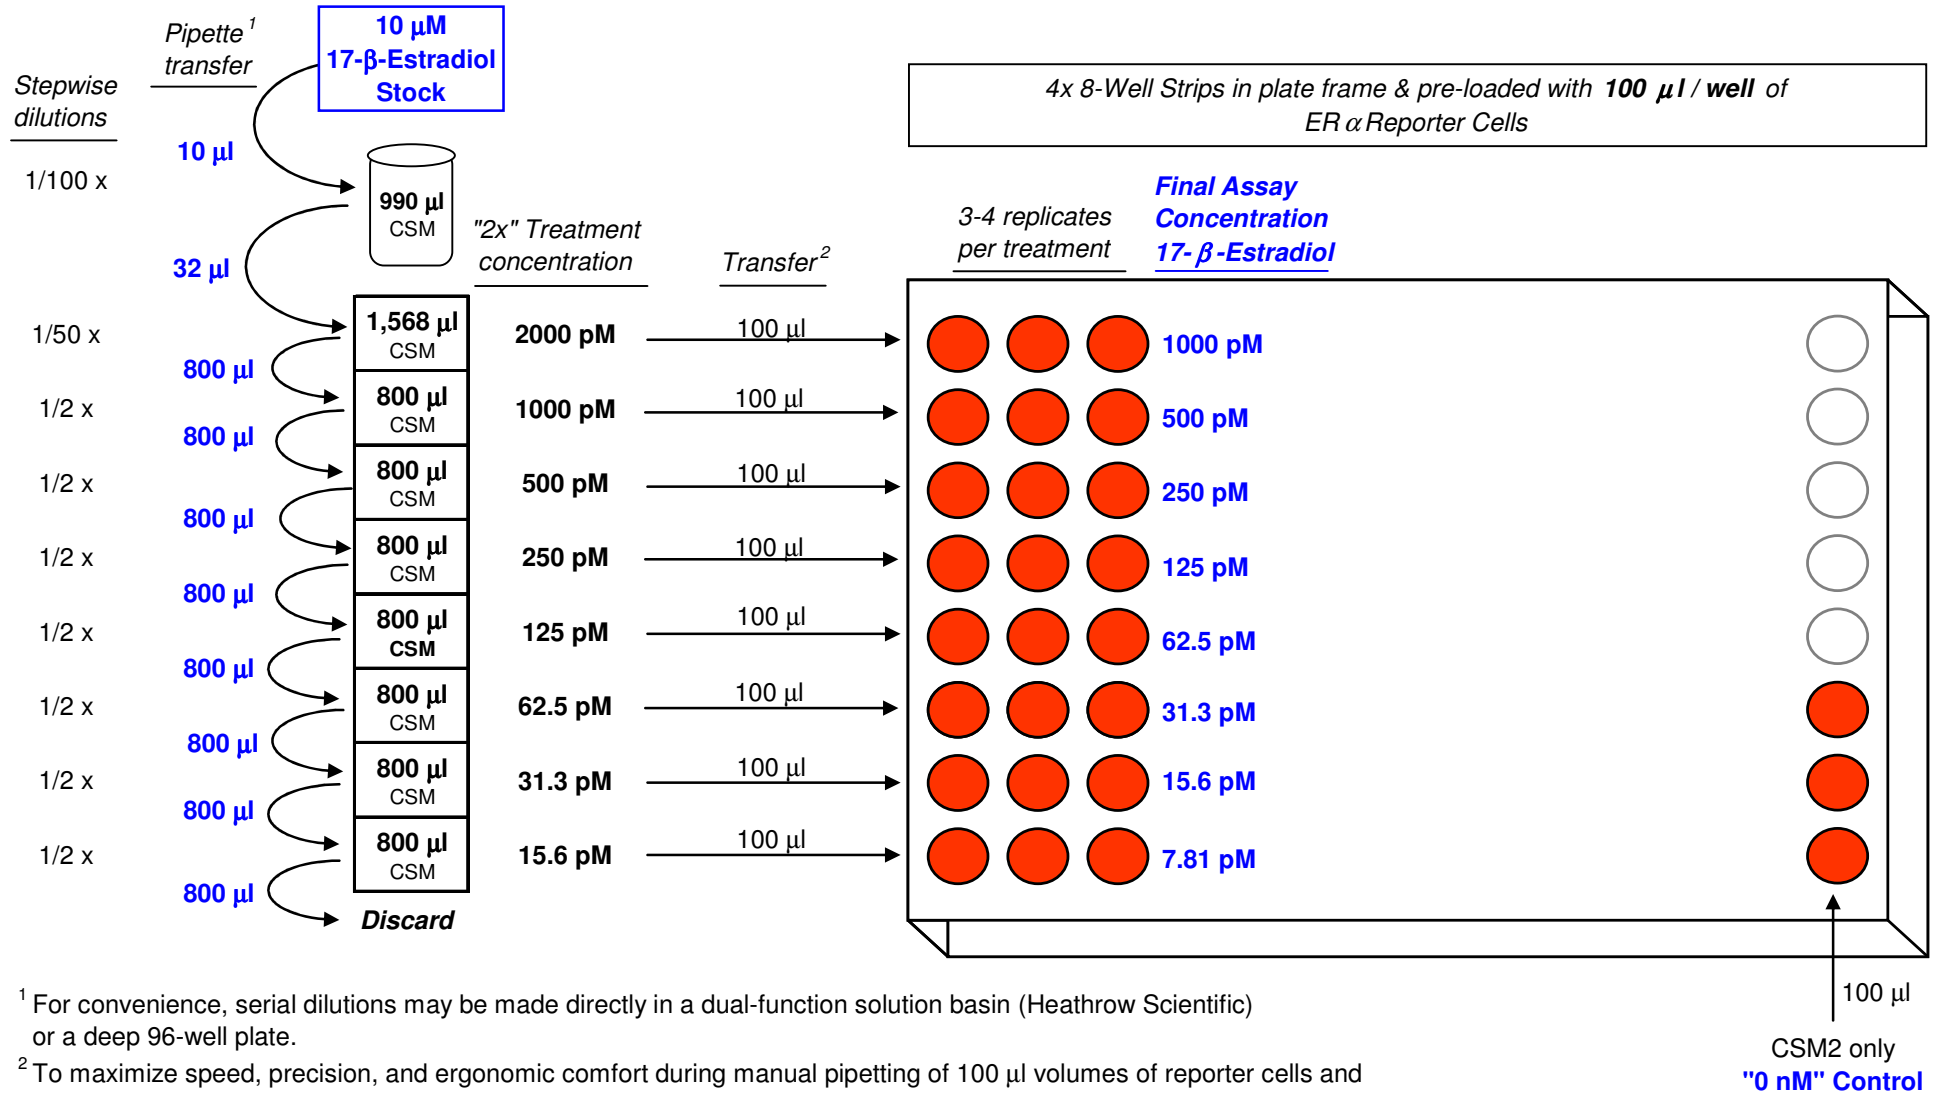 Stepwise
dilutions
Pipette 1
transfer
10 µM
17-β-Estradiol
Stock
4x 8-Well Strips in plate frame & pre-loaded with 100 µl / well of
ER α Reporter Cells
10 µl
1/100 x
990 µl
CSM
32 µl
"2x" Treatment
concentration
Transfer 2
3-4 replicates
per treatment
Final Assay
Concentration
17- β -Estradiol
1/50 x
1,568 µl
CSM
2000 pM
100 µl
1000 pM
800 µl
1/2 x
800 µl
CSM
1000 pM
100 µl
500 pM
800 µl
1/2 x
800 µl
CSM
500 pM
100 µl
250 pM
800 µl
1/2 x
800 µl
CSM
250 pM
100 µl
125 pM
800 µl
1/2 x
800 µl
CSM
125 pM
100 µl
62.5 pM
800 µl
1/2 x
800 µl
CSM
62.5 pM
100 µl
31.3 pM
800 µl
1/2 x
800 µl
CSM
31.3 pM
100 µl
15.6 pM
800 µl
1/2 x
800 µl
CSM
15.6 pM
100 µl
7.81 pM
800 µl
Discard
100 µl
CSM2 only
"0 nM" Control
1 For convenience, serial dilutions may be made directly in a dual-function solution basin (Heathrow Scientific)
or a deep 96-well plate.
2 To maximize speed, precision, and ergonomic comfort during manual pipetting of 100 µl volumes of reporter cells and